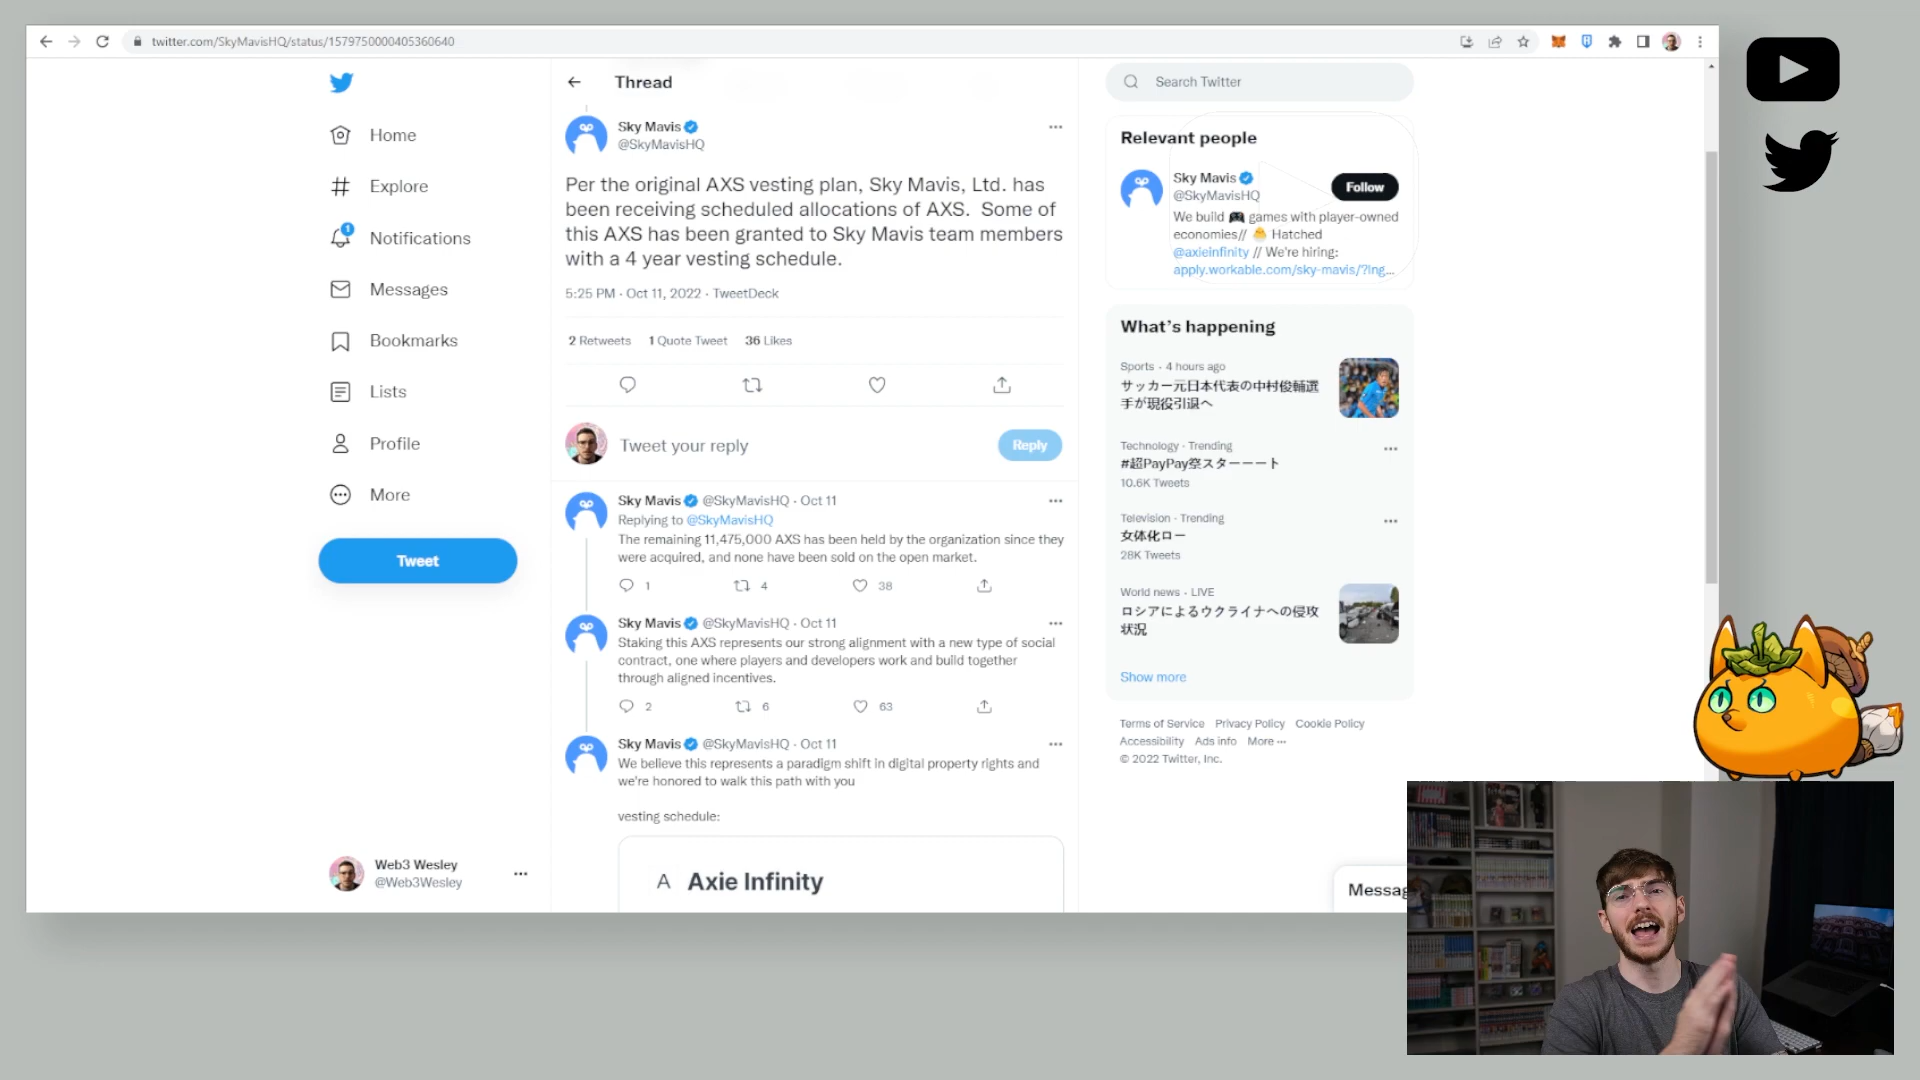 twitter.com/SkyMavisHQ/status/1579750000405360640
Home
Explore
1
Notifications
Messages
Bookmarks
Lists
Profile
More
Tweet
Web3 Wesley
@Web3Wesley
Thread
Sky Mavis
@SkyMavisHQ
Per the original AXS vesting plan, Sky Mavis, Ltd. has
been receiving scheduled allocations of AXS.  Some of
this AXS has been granted to Sky Mavis team members
with a 4 year vesting schedule.
5:25 PM · Oct 11, 2022 · TweetDeck
2 Retweets 1 Quote Tweet 36 Likes
Tweet your reply
Reply
Sky Mavis @SkyMavisHQ · Oct 11
Replying to @SkyMavisHQ
The remaining 11,475,000 AXS has been held by the organization since they
were acquired, and none have been sold on the open market.
1 4 38
Sky Mavis @SkyMavisHQ · Oct 11
Staking this AXS represents our strong alignment with a new type of social
contract, one where players and developers work and build together
through aligned incentives.
2 6 63
Sky Mavis @SkyMavisHQ · Oct 11
We believe this represents a paradigm shift in digital property rights and
we're honored to walk this path with you
vesting schedule:
A Axie Infinity
Search Twitter
Relevant people
Sky Mavis
@SkyMavisHQ
Follow
We build 🎮 games with player-owned
economies// 🐣 Hatched
@axieinfinity // We're hiring:
apply.workable.com/sky-mavis/?lng...
What's happening
Sports · 4 hours ago
サッカー元日本代表の中村俊輔選
手が現役引退へ
Technology · Trending
#超PayPay祭スターーート
10.6K Tweets
Television · Trending
女体化ロー
28K Tweets
World news · LIVE
ロシアによるウクライナへの侵攻
状況
Show more
Terms of Service Privacy Policy Cookie Policy
Accessibility Ads info More ···
© 2022 Twitter, Inc.
Messag